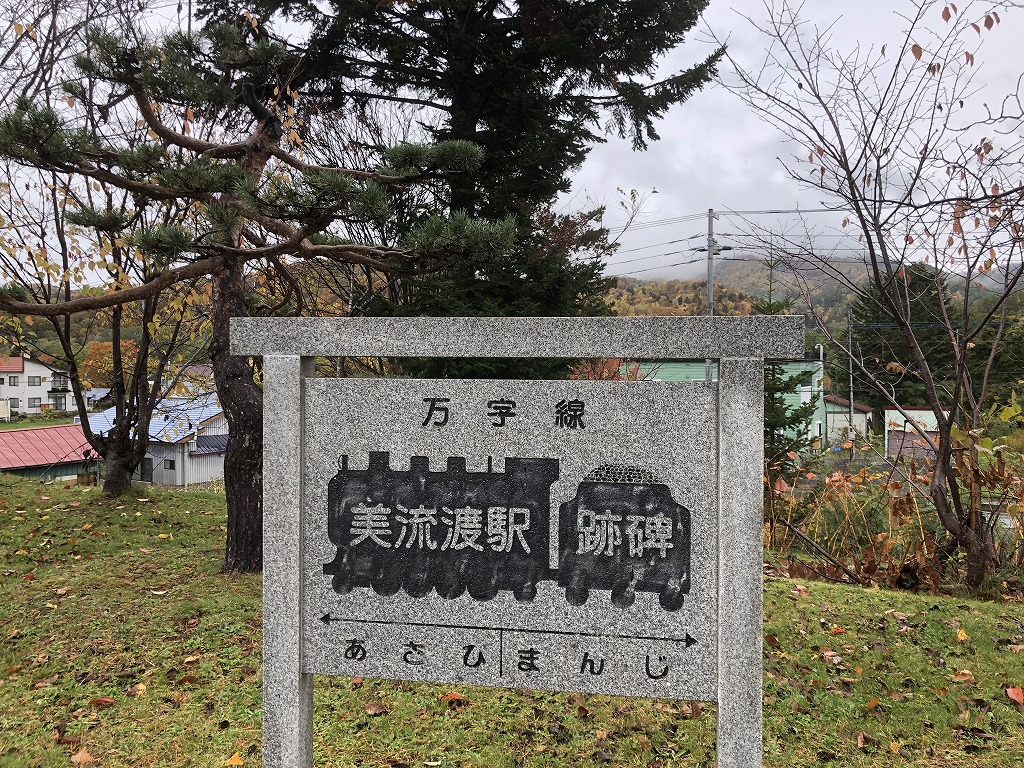 万字線
美流渡駅 跡碑
あさひ まんじ